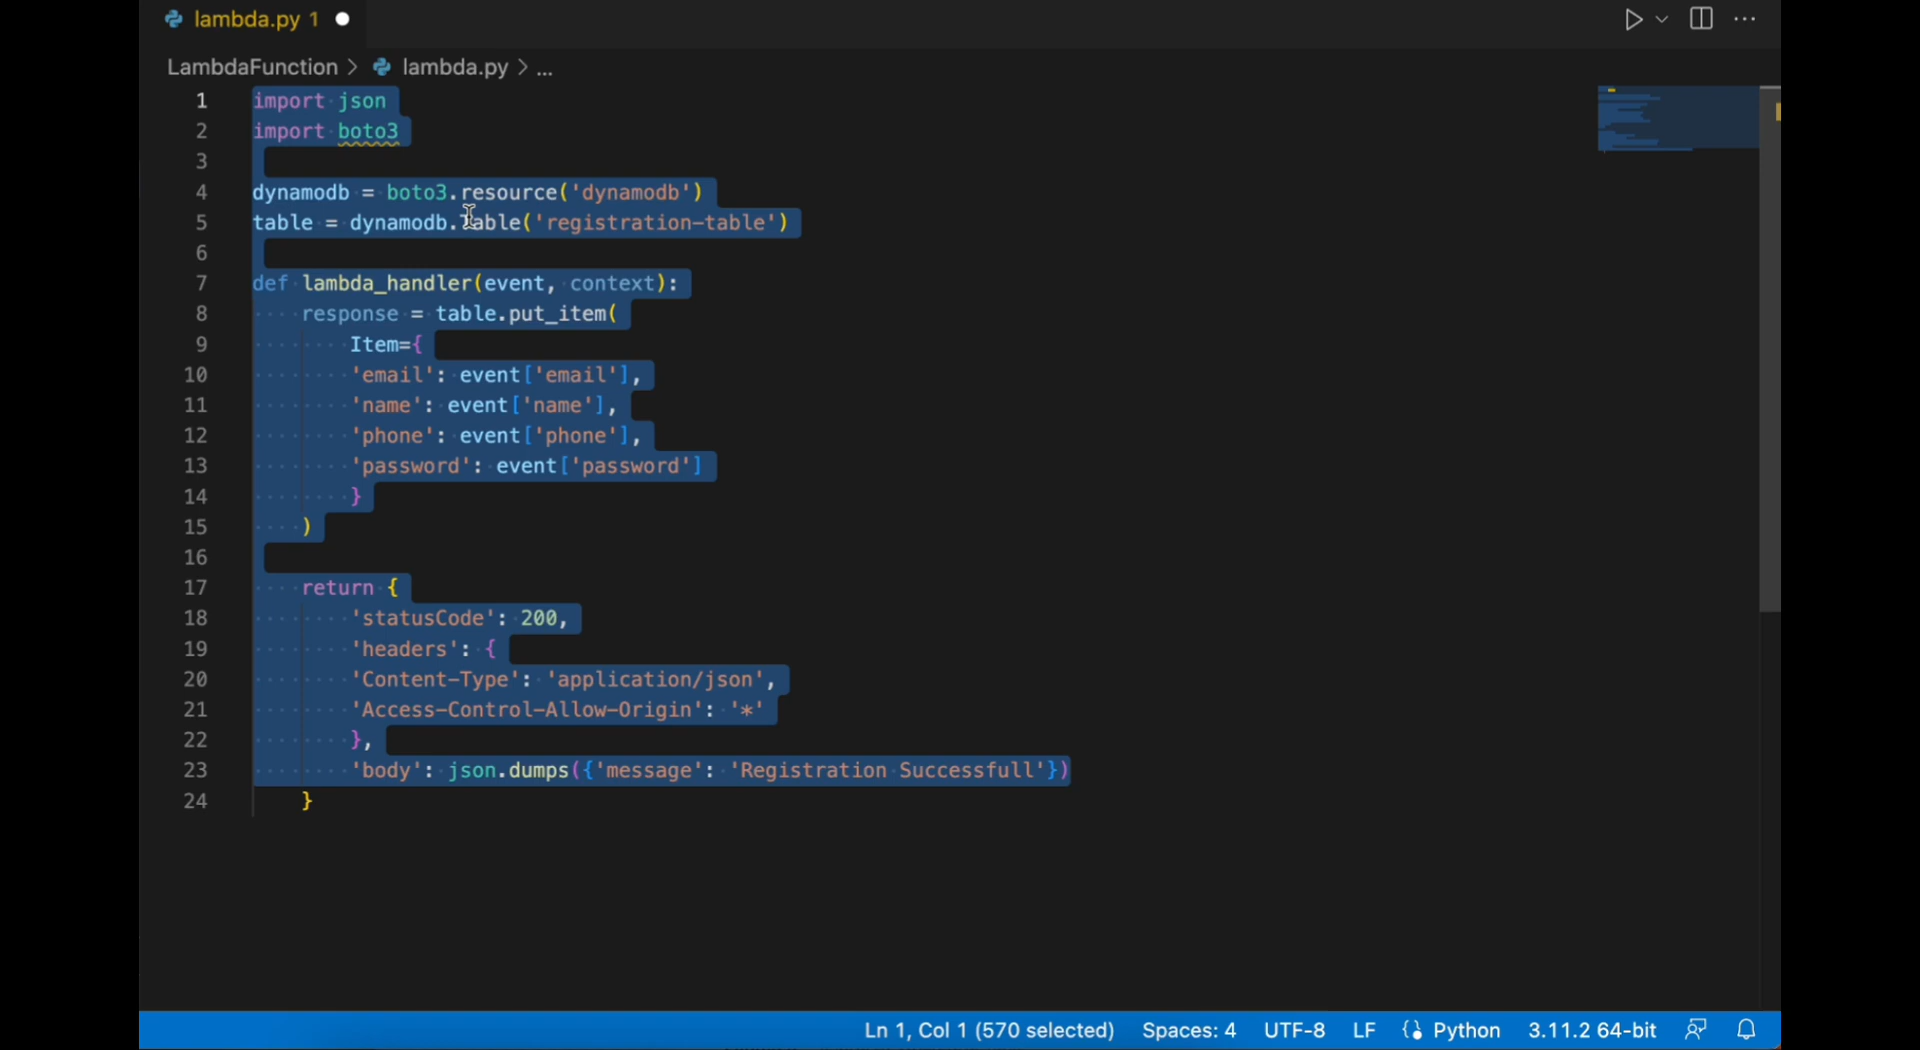 lambda.py 1
LambdaFunction > lambda.py > ...
1 import json
2 import boto3
3
4 dynamodb = boto3.resource('dynamodb')
5 table = dynamodb.Table('registration-table')
6
7 def lambda_handler(event, context):
8     response = table.put_item(
9         Item={
10         'email': event['email'],
11         'name': event['name'],
12         'phone': event['phone'],
13         'password': event['password']
14         }
15     )
16
17     return {
18         'statusCode': 200,
19         'headers': {
20         'Content-Type': 'application/json',
21         'Access-Control-Allow-Origin': '*'
22         },
23         'body': json.dumps({'message': 'Registration Successfull'})
24     }
Ln 1, Col 1 (570 selected) Spaces: 4 UTF-8 LF Python 3.11.2 64-bit